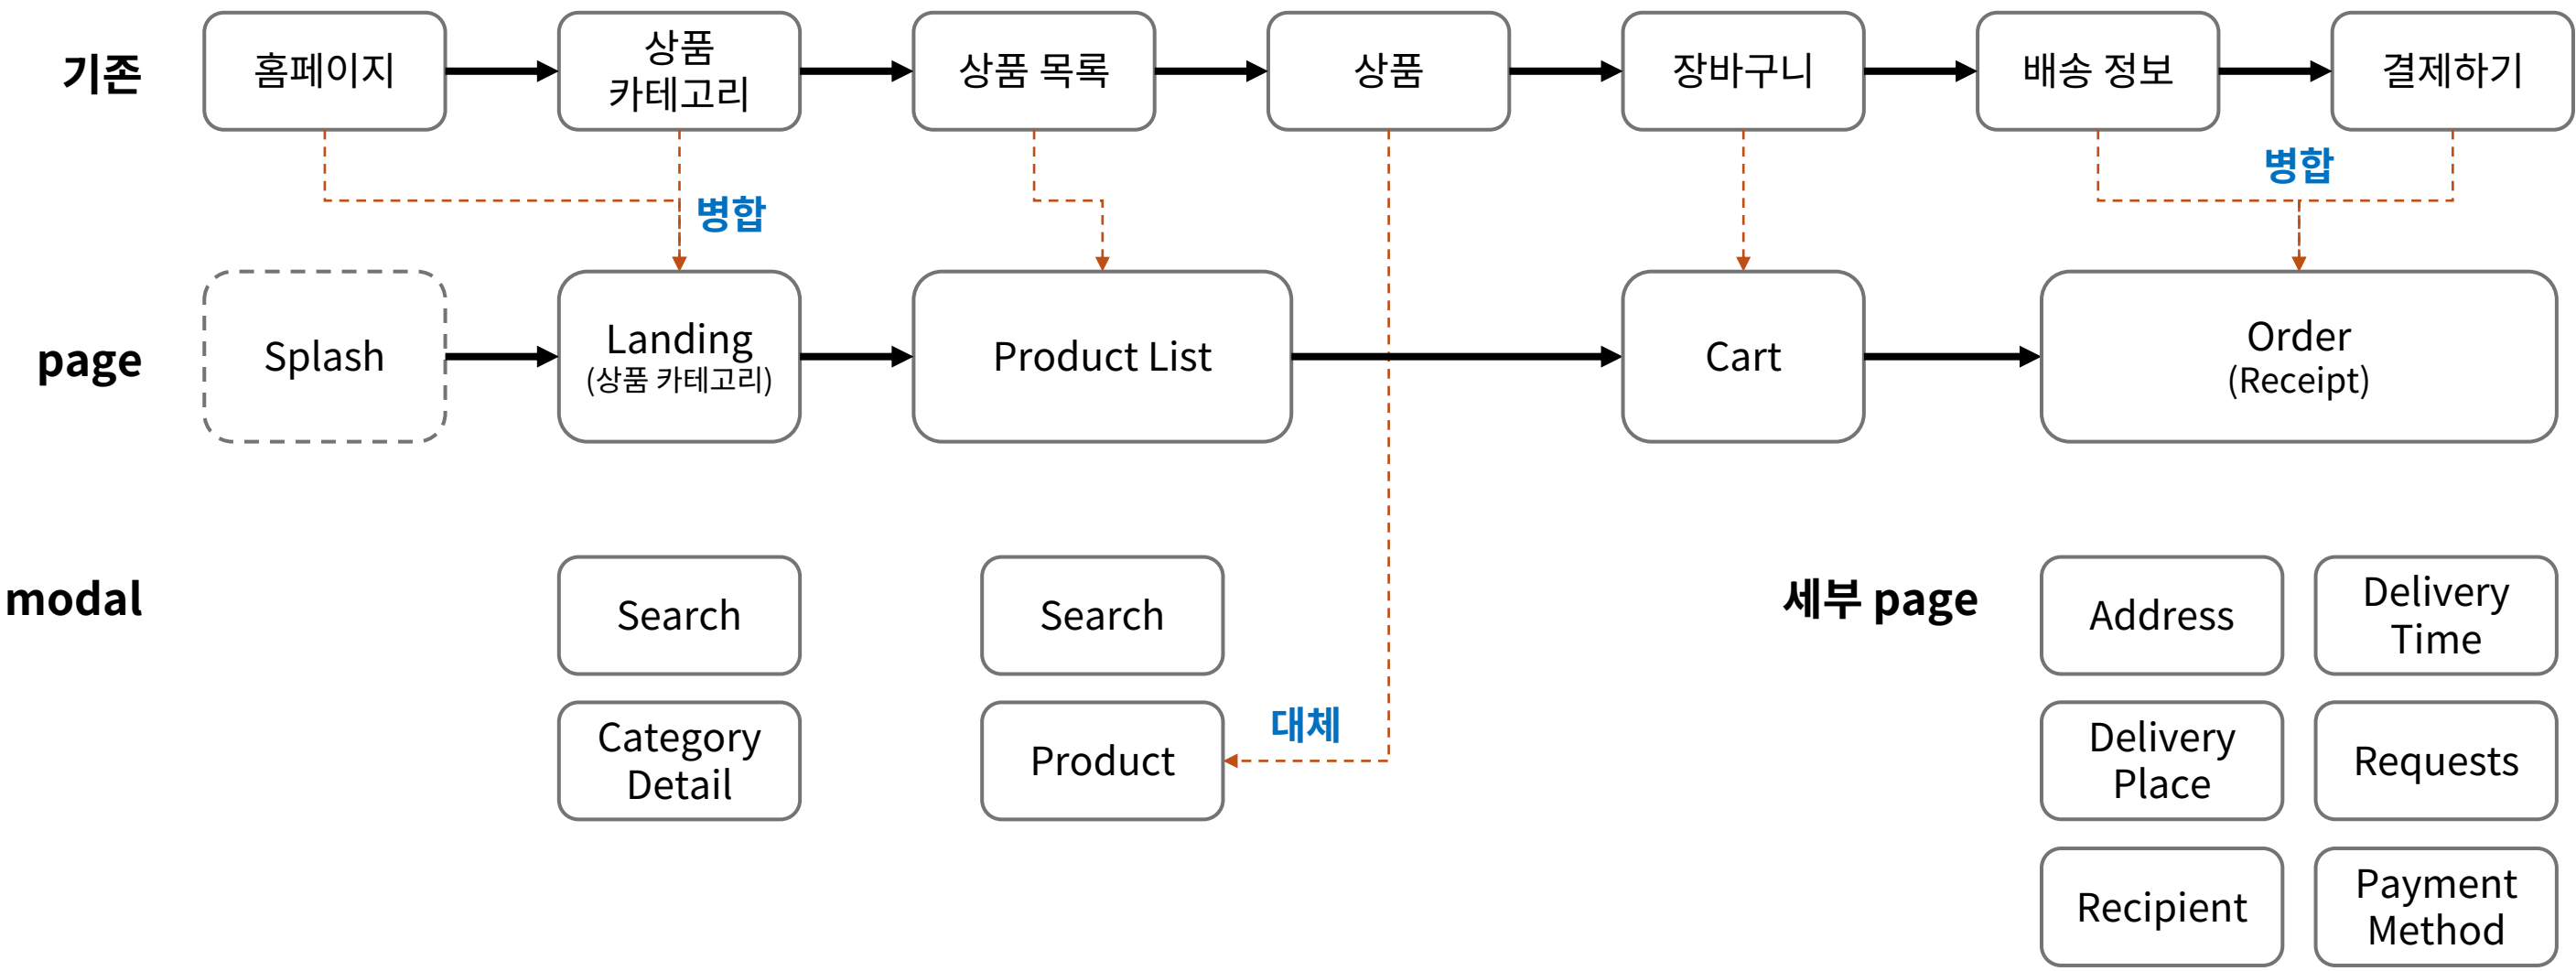 기존
홈페이지
상품
카테고리
상품 목록
상품
장바구니
배송 정보
결제하기
병합
병합
page
Splash
Landing
(상품 카테고리)
Product List
Cart
Order
(Receipt)
modal
Search
Search
세부 page
Address
Delivery
Time
Category
Detail
Product
대체
Delivery
Place
Requests
Recipient
Payment
Method